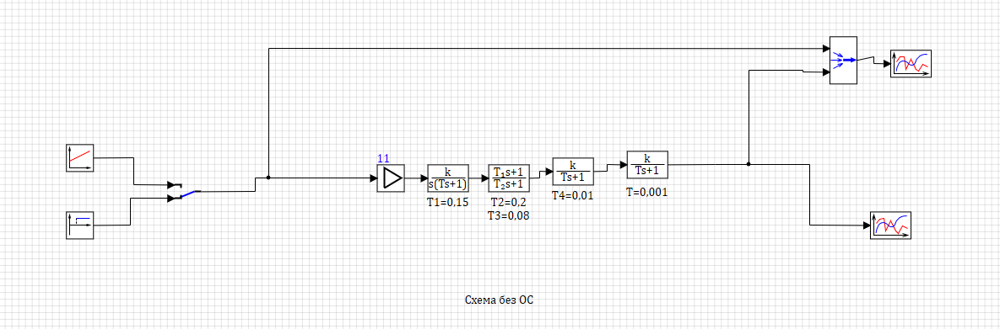 11
k
s(Ts+1)
T₁s+1
T₂s+1
k
Ts+1
k
Ts+1
T1=0,15
T2=0,2
T3=0,08
T4=0,01
T=0,001
Схема без ОС